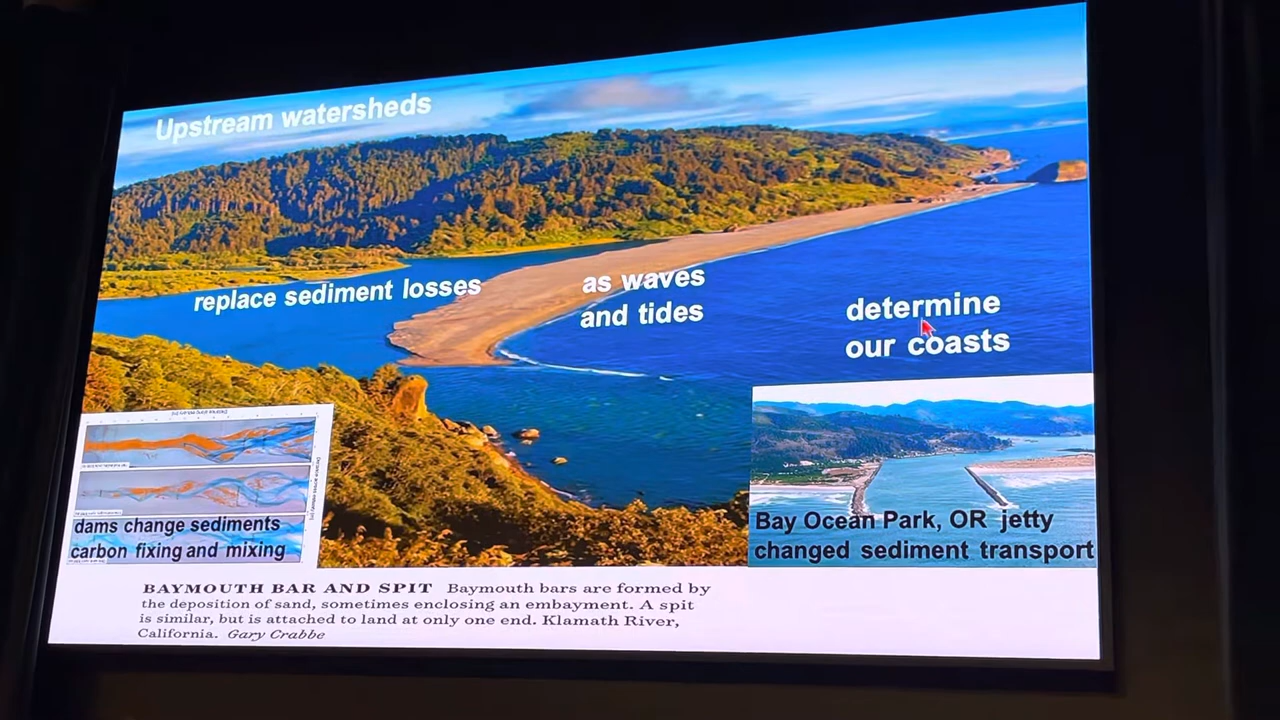 Upstream watersheds
replace sediment losses
as waves
and tides
determine
our coasts
dams change sediments
carbon fixing and mixing
Bay Ocean Park, OR jetty
changed sediment transport
BAYMOUTH BAR AND SPIT Baymouth bars are formed by
the deposition of sand, sometimes enclosing an embayment. A spit
is similar, but is attached to land at only one end. Klamath River,
California. Gary Crabbe